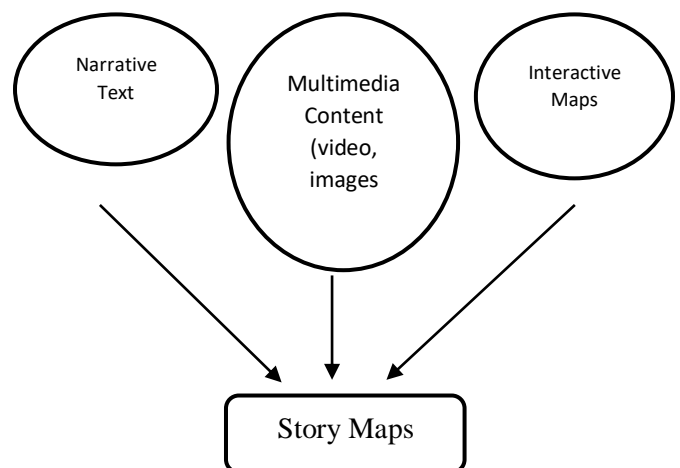 Narrative
Text
Multimedia
Content
(video,
images
Interactive
Maps
Story Maps